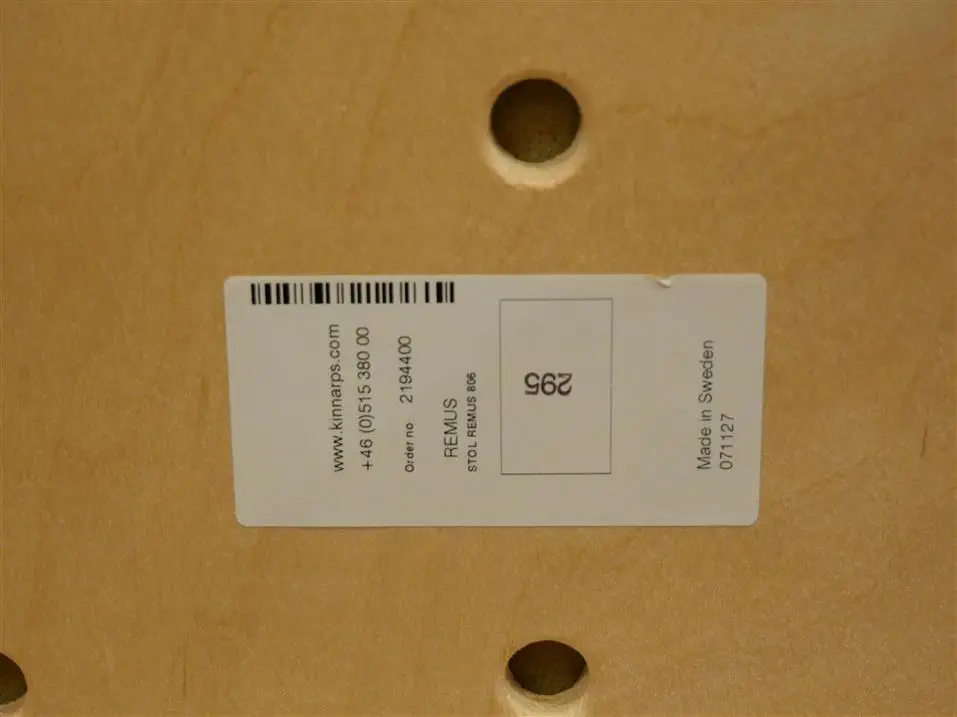 www.kinnarps.com
+46 (0)515 380 00
Order no 2194400
REMUS
STOL REMUS 806
295
Made in Sweden
071127